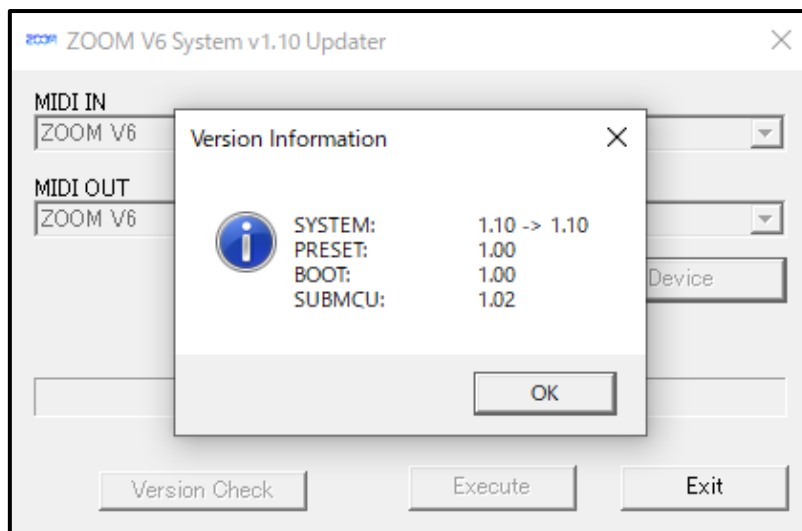 ZOOM ZOOM V6 System v1.10 Updater
MIDI IN
ZOOM V6
MIDI OUT
ZOOM V6
Device
Version Information
SYSTEM: 1.10 -> 1.10
PRESET: 1.00
BOOT: 1.00
SUBMCU: 1.02
OK
Version Check
Execute
Exit